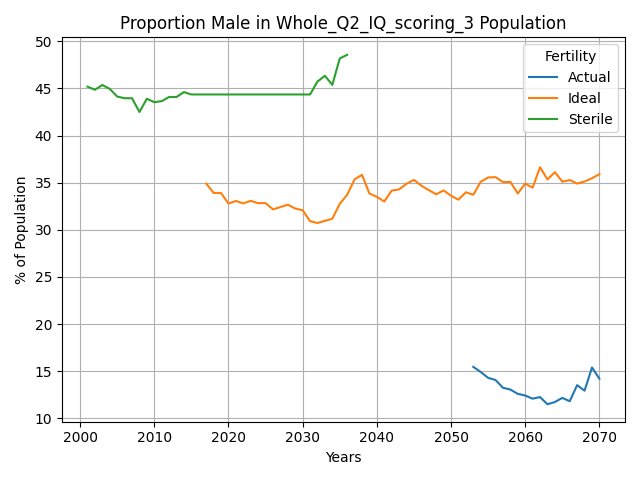 Proportion Male in Whole_Q2_IQ_scoring_3 Population
% of Population
50
45
40
35
30
25
20
15
10
Fertility
Actual
Ideal
Sterile
2000 2010 2020 2030 2040 2050 2060 2070
Years